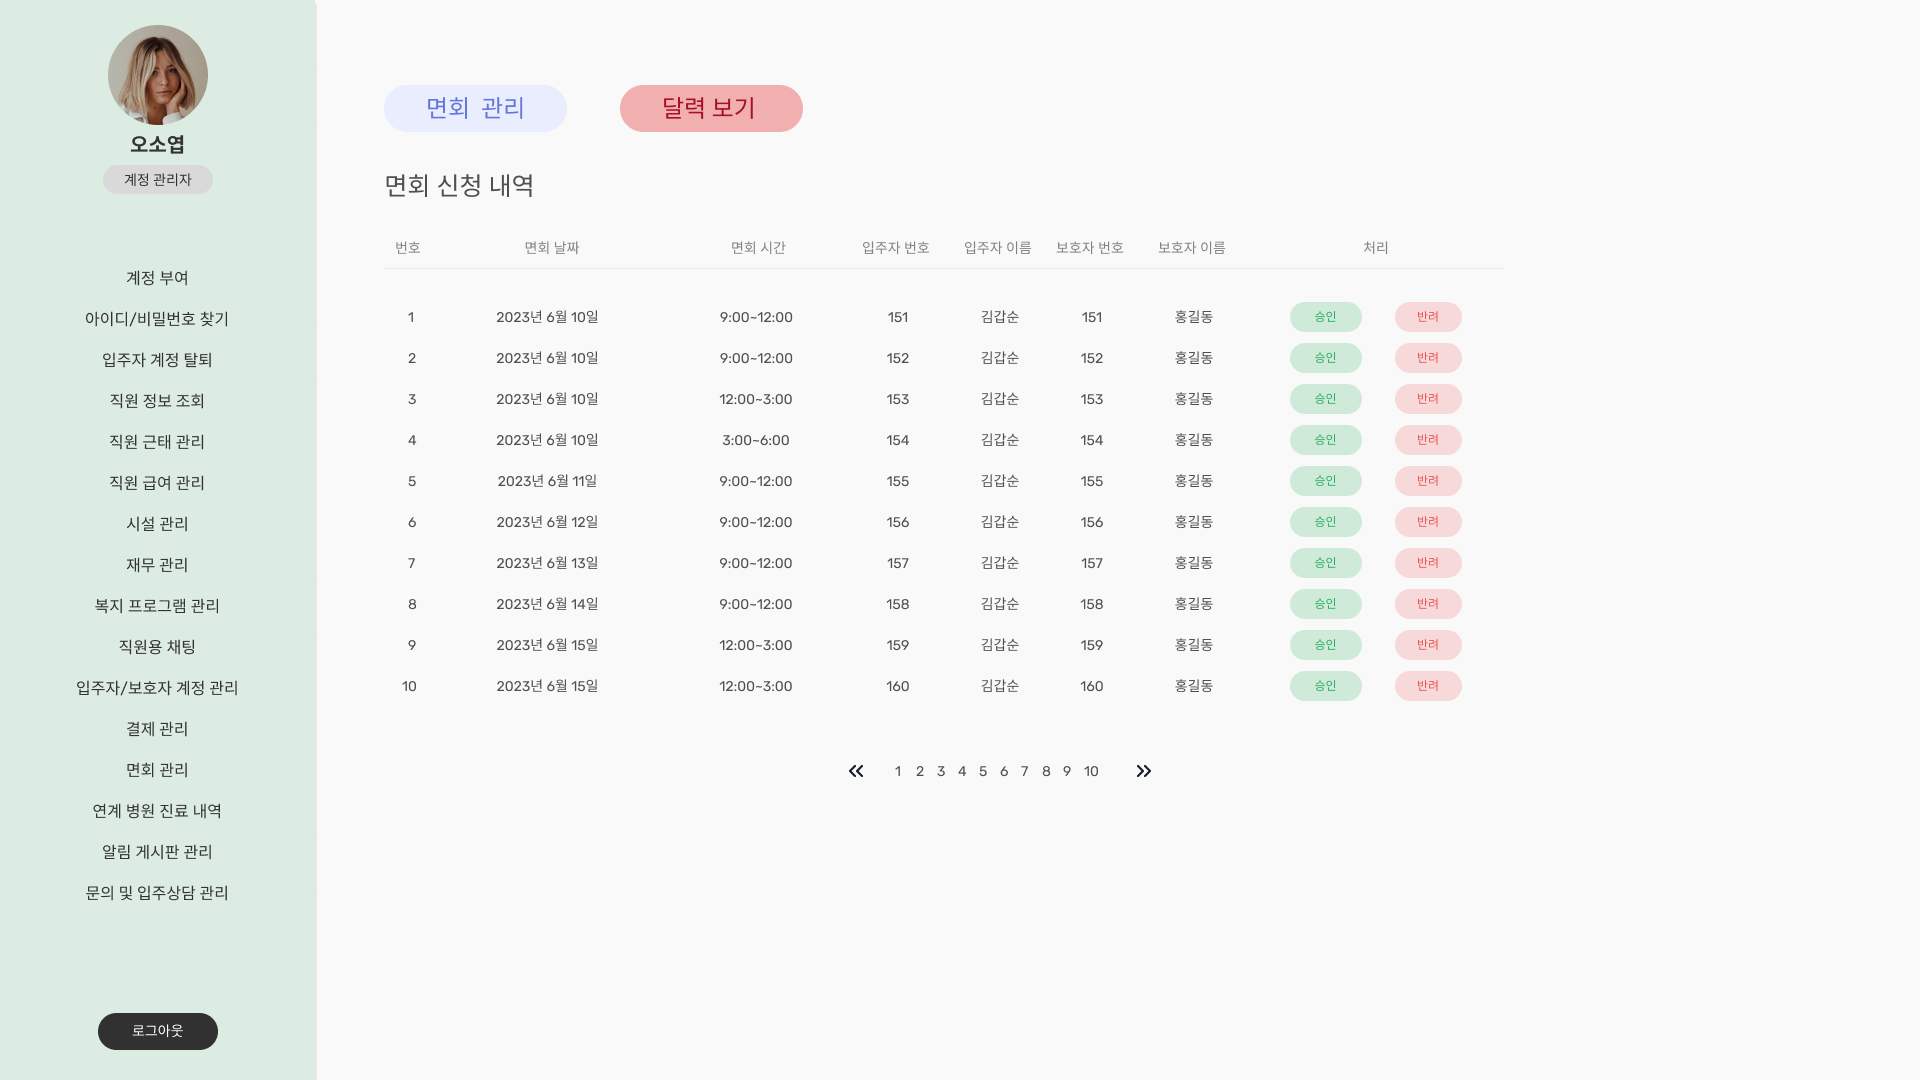 오소엽
계정 관리자
계정 부여
아이디/비밀번호 찾기
입주자 계정 탈퇴
직원 정보 조회
직원 근태 관리
직원 급여 관리
시설 관리
재무 관리
복지 프로그램 관리
직원용 채팅
입주자/보호자 계정 관리
결제 관리
면회 관리
연계 병원 진료 내역
알림 게시판 관리
문의 및 입주상담 관리
로그아웃
면회 관리 달력 보기
면회 신청 내역
번호 면회 날짜 면회 시간 입주자 번호 입주자 이름 보호자 번호 보호자 이름 처리
1 2023년 6월 10일 9:00~12:00 151 김갑순 151 홍길동 승인 반려
2 2023년 6월 10일 9:00~12:00 152 김갑순 152 홍길동 승인 반려
3 2023년 6월 10일 12:00~3:00 153 김갑순 153 홍길동 승인 반려
4 2023년 6월 10일 3:00~6:00 154 김갑순 154 홍길동 승인 반려
5 2023년 6월 11일 9:00~12:00 155 김갑순 155 홍길동 승인 반려
6 2023년 6월 12일 9:00~12:00 156 김갑순 156 홍길동 승인 반려
7 2023년 6월 13일 9:00~12:00 157 김갑순 157 홍길동 승인 반려
8 2023년 6월 14일 9:00~12:00 158 김갑순 158 홍길동 승인 반려
9 2023년 6월 15일 12:00~3:00 159 김갑순 159 홍길동 승인 반려
10 2023년 6월 15일 12:00~3:00 160 김갑순 160 홍길동 승인 반려
1 2 3 4 5 6 7 8 9 10